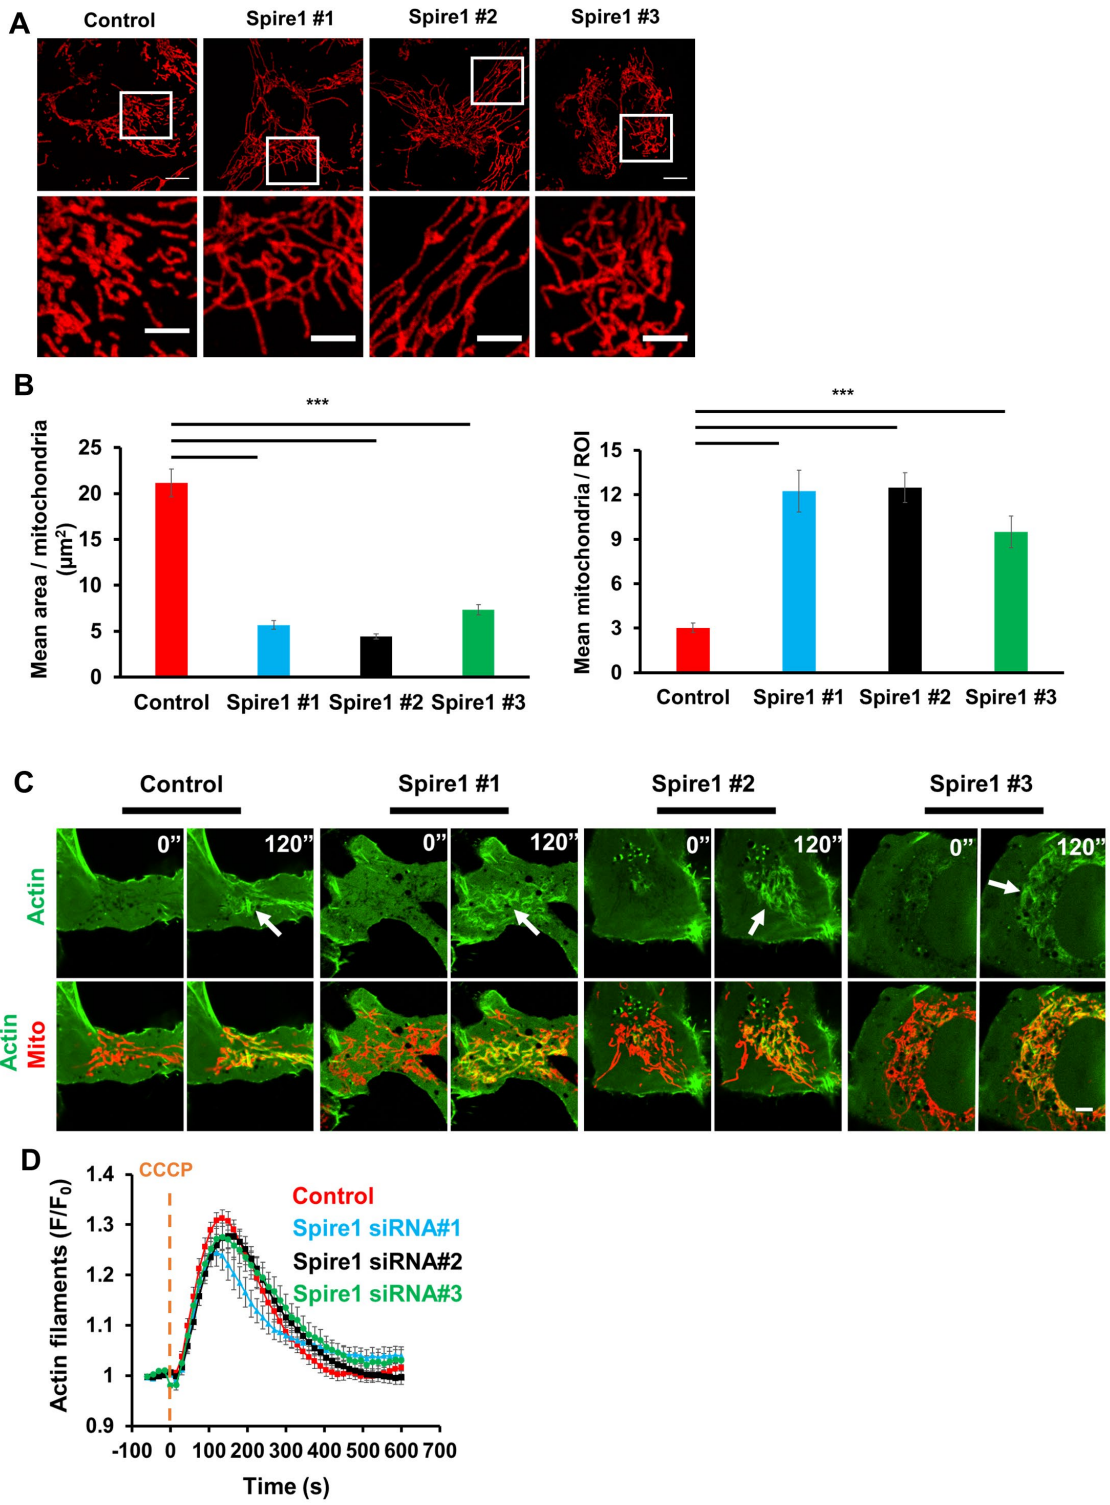 A
Control
Spire1 #1
Spire1 #2
Spire1 #3
B
***
Mean area / mitochondria
(µm²)
25
20
15
10
5
0
Control
Spire1 #1
Spire1 #2
Spire1 #3
***
Mean mitochondria / ROI
15
12
9
6
3
0
Control
Spire1 #1
Spire1 #2
Spire1 #3
C
Control
Spire1 #1
Spire1 #2
Spire1 #3
Actin
0”
120”
0”
120”
0”
120”
0”
120”
Actin
Mito
D
CCCP
Actin filaments (F/F₀)
1.4
1.3
1.2
1.1
1
0.9
Control
Spire1 siRNA#1
Spire1 siRNA#2
Spire1 siRNA#3
-100 0 100 200 300 400 500 600 700
Time (s)